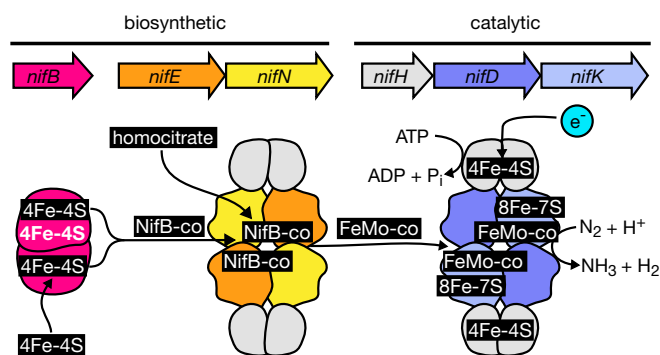 biosynthetic
catalytic
nifB
nifE
nifN
nifH
nifD
nifK
homocitrate
ATP
e-
ADP + Pi
4Fe-4S
4Fe-4S
4Fe-4S
4Fe-4S
4Fe-4S
NifB-co
NifB-co
NifB-co
FeMo-co
8Fe-7S
FeMo-co
N2 + H+
FeMo-co
8Fe-7S
NH3 + H2
4Fe-4S